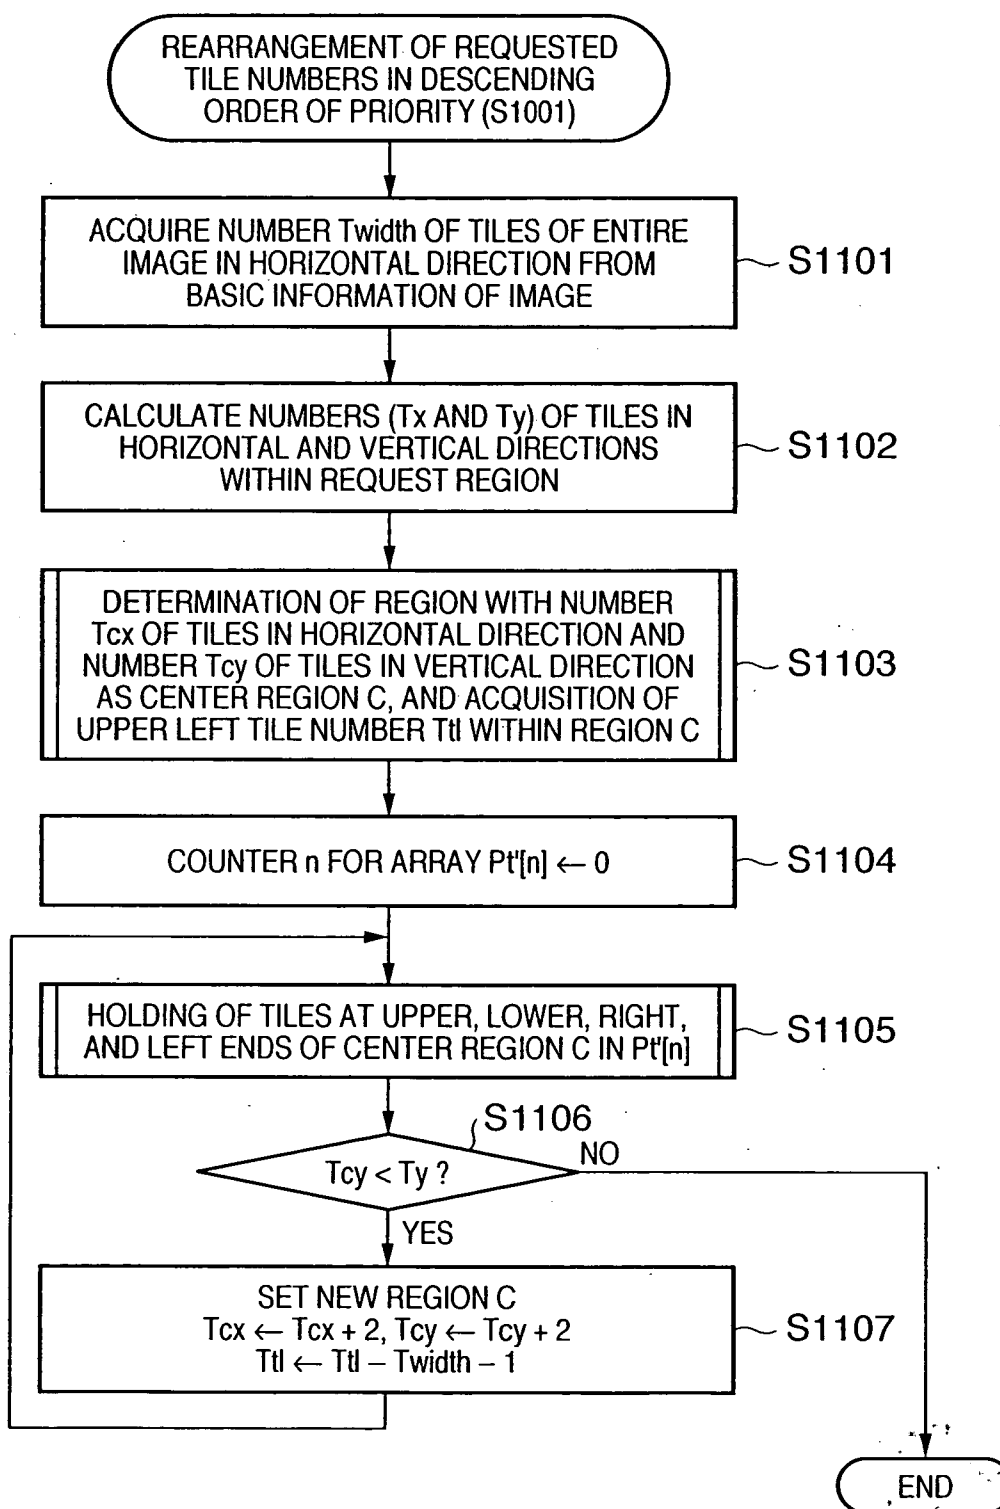 REARRANGEMENT OF REQUESTED
TILE NUMBERS IN DESCENDING
ORDER OF PRIORITY (S1001)
ACQUIRE NUMBER Twidth OF TILES OF ENTIRE
IMAGE IN HORIZONTAL DIRECTION FROM
BASIC INFORMATION OF IMAGE
S1101
CALCULATE NUMBERS (Tx AND Ty) OF TILES IN
HORIZONTAL AND VERTICAL DIRECTIONS
WITHIN REQUEST REGION
S1102
DETERMINATION OF REGION WITH NUMBER
Tcx OF TILES IN HORIZONTAL DIRECTION AND
NUMBER Tcy OF TILES IN VERTICAL DIRECTION
AS CENTER REGION C, AND ACQUISITION OF
UPPER LEFT TILE NUMBER Ttl WITHIN REGION C
S1103
COUNTER n FOR ARRAY Pt'[n] ← 0
S1104
HOLDING OF TILES AT UPPER, LOWER, RIGHT,
AND LEFT ENDS OF CENTER REGION C IN Pt'[n]
S1105
S1106
Tcy < Ty ?
NO
YES
SET NEW REGION C
Tcx ← Tcx + 2, Tcy ← Tcy + 2
Ttl ← Ttl – Twidth – 1
S1107
END